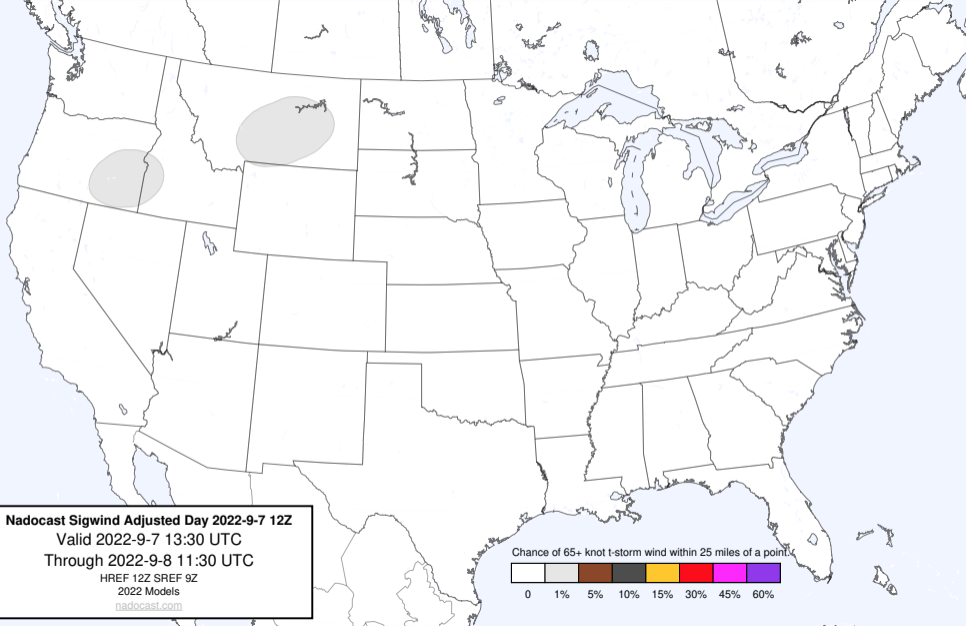 Nadocast Sigwind Adjusted Day 2022-9-7 12Z
Valid 2022-9-7 13:30 UTC
Through 2022-9-8 11:30 UTC
HREF 12Z SREF 9Z
2022 Models
nadocast.com
Chance of 65+ knot t-storm wind within 25 miles of a point.
0 1% 5% 10% 15% 30% 45% 60%